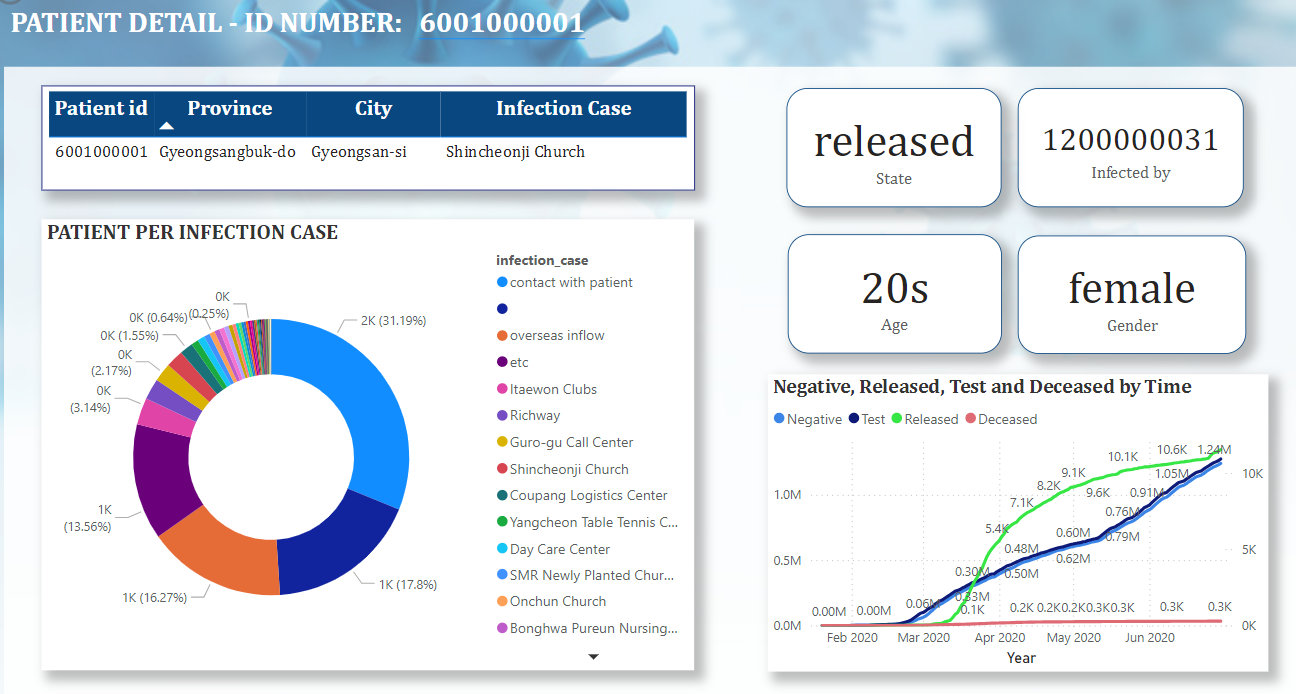 PATIENT DETAIL - ID NUMBER: 6001000001
Patient id Province City Infection Case
6001000001 Gyeongsangbuk-do Gyeongsan-si Shincheonji Church
released
State
1200000031
Infected by
20s
Age
female
Gender
PATIENT PER INFECTION CASE
0K
(0.25%)
0K (0.64%)
0K (1.55%)
0K
(2.17%)
0K
(3.14%)
1K
(13.56%)
1K (16.27%)
1K (17.8%)
2K (31.19%)
infection_case
contact with patient
overseas inflow
etc
Itaewon Clubs
Richway
Guro-gu Call Center
Shincheonji Church
Coupang Logistics Center
Yangcheon Table Tennis C...
Day Care Center
SMR Newly Planted Chur...
Onchun Church
Bonghwa Pureun Nursing...
Negative, Released, Test and Deceased by Time
Negative Test Released Deceased
1.0M
0.5M
0.0M
10K
5K
0K
0.00M 0.00M 0.06M 0.30M 0.48M 0.60M 0.76M 0.91M 1.05M 1.24M
0.33M 0.50M 0.62M 0.79M
0.1K 5.4K 7.1K 8.2K 9.1K 9.6K 10.1K 10.6K
0.2K 0.2K 0.2K 0.3K 0.3K 0.3K 0.3K
Feb 2020 Mar 2020 Apr 2020 May 2020 Jun 2020
Year